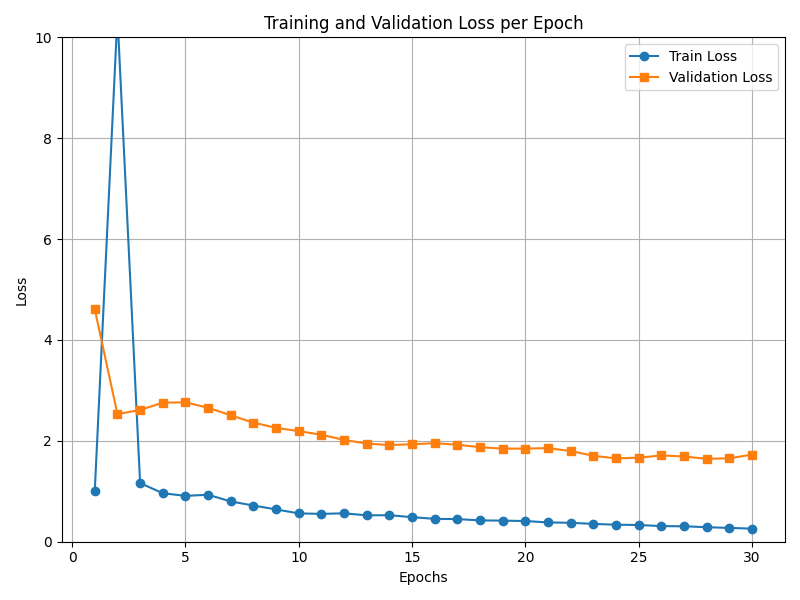 Training and Validation Loss per Epoch
Train Loss
Validation Loss
Loss
10
8
6
4
2
0
0 5 10 15 20 25 30
Epochs